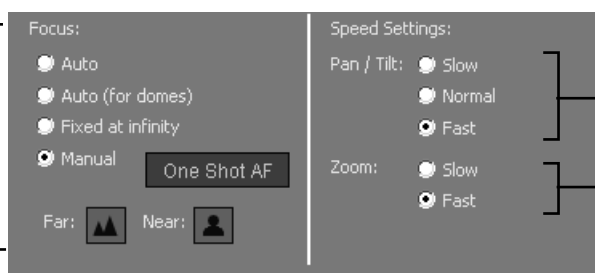 Focus:
Auto
Auto (for domes)
Fixed at infinity
Manual
One Shot AF
Far:
Near:
Speed Settings:
Pan / Tilt:
Slow
Normal
Fast
Zoom:
Slow
Fast